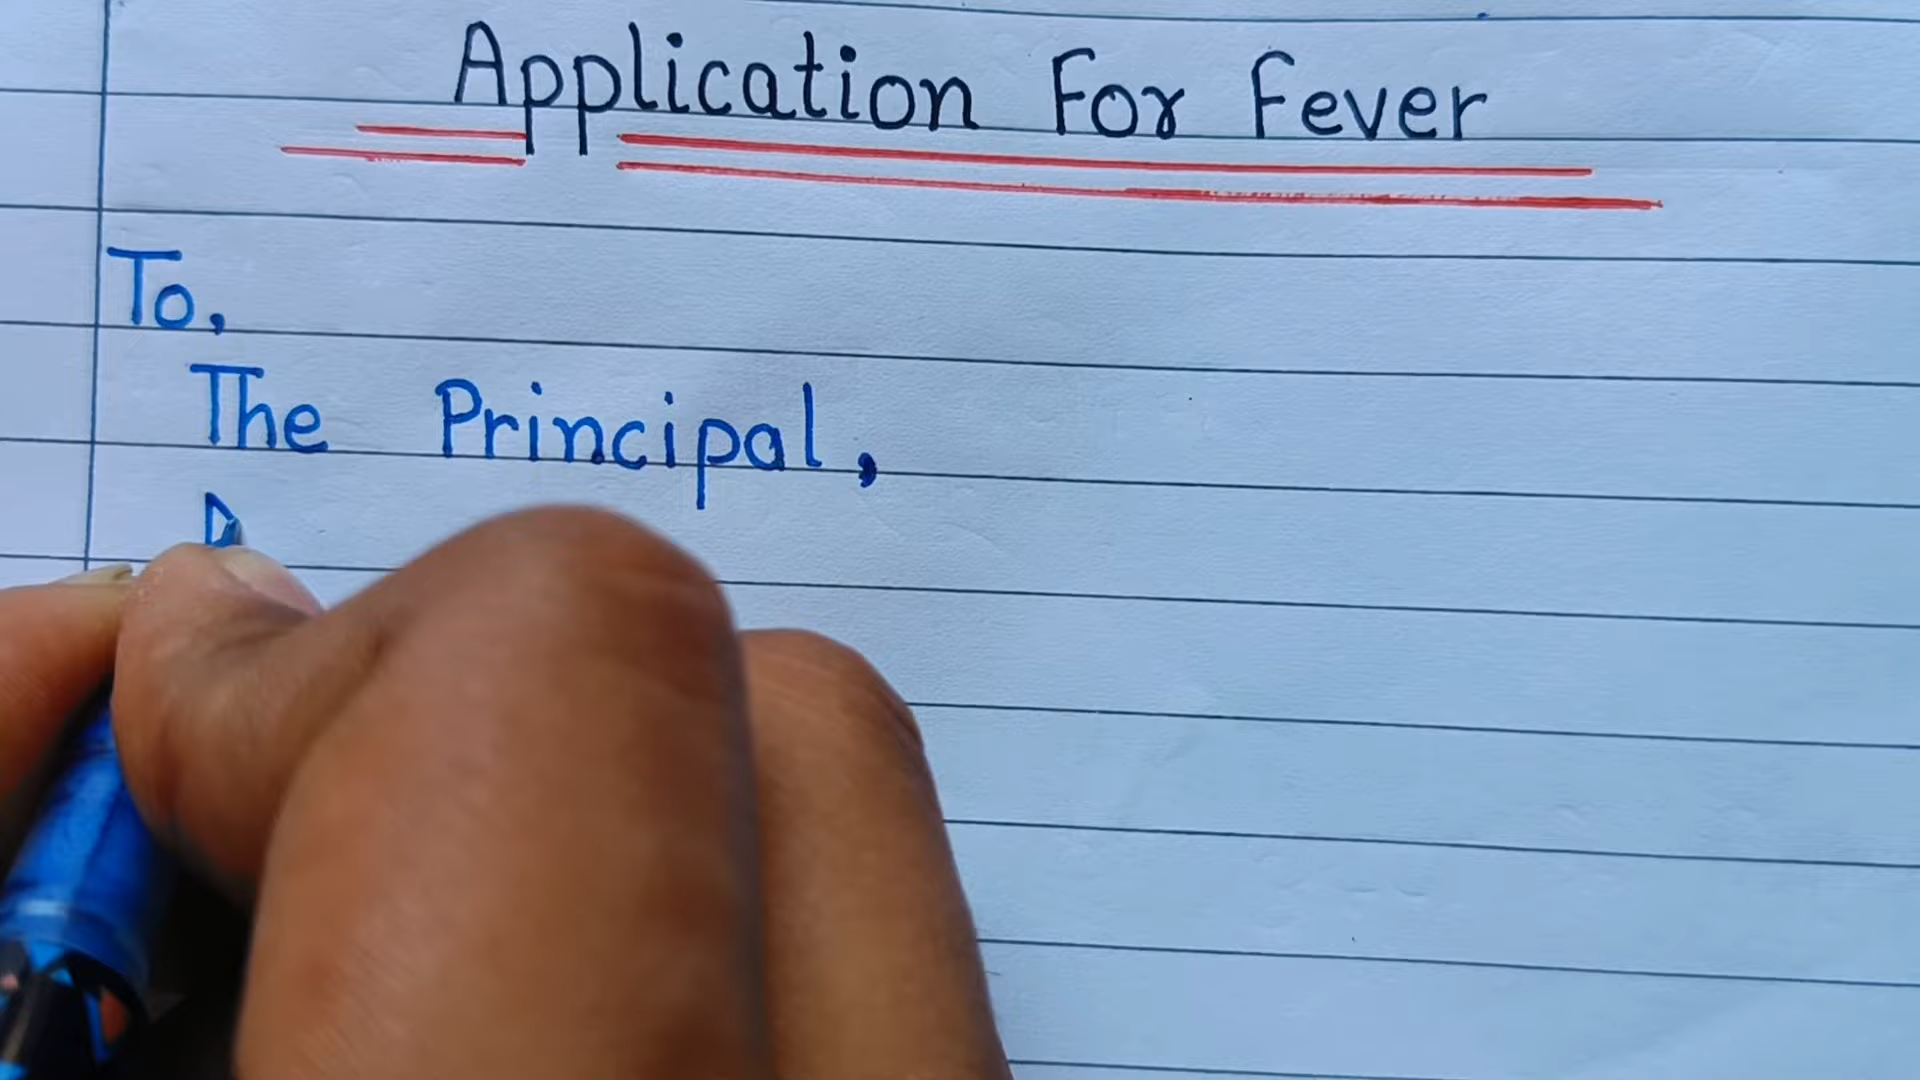 Application For Fever
To,
The Principal,